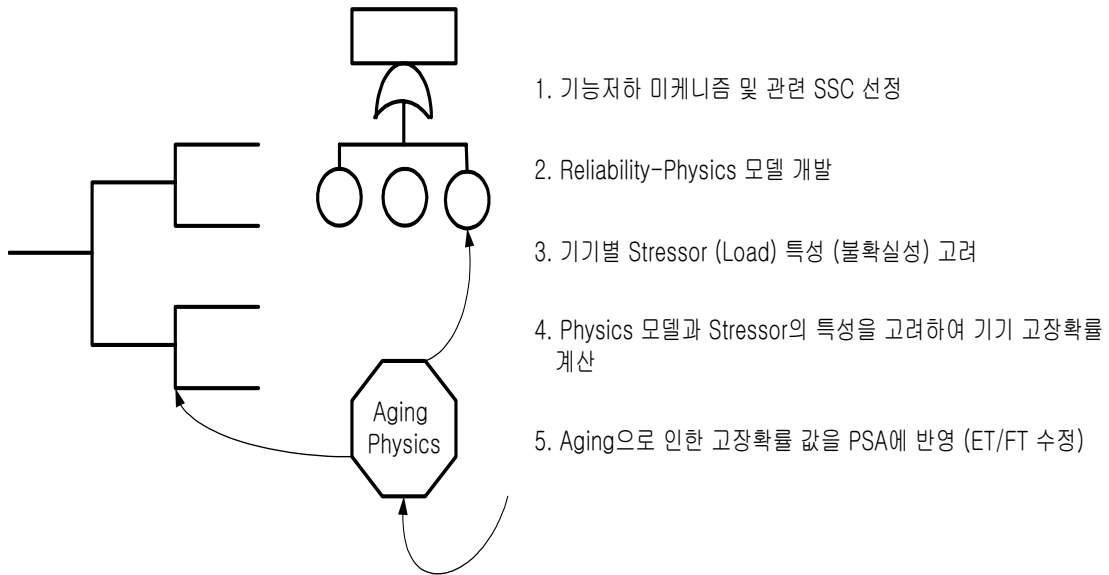 1. 기능저하 미케니즘 및 관련 SSC 선정
2. Reliability-Physics 모델 개발
3. 기기별 Stressor (Load) 특성 (불확실성) 고려
4. Physics 모델과 Stressor의 특성을 고려하여 기기 고장확률
계산
5. Aging으로 인한 고장확률 값을 PSA에 반영 (ET/FT 수정)
Aging
Physics